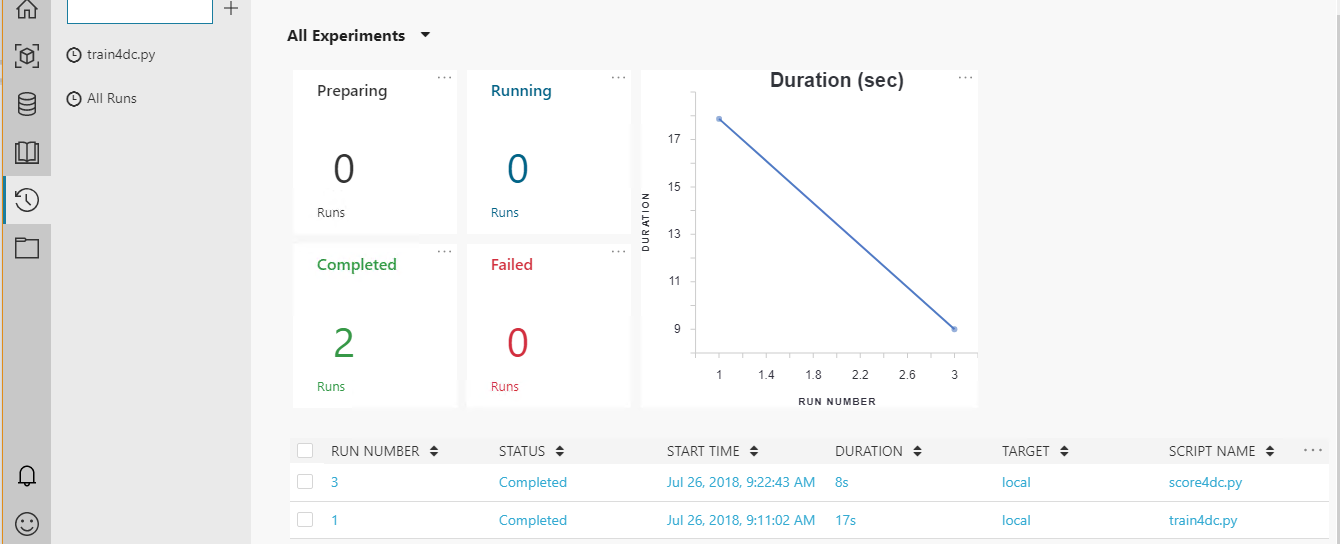 train4dc.py
All Runs
All Experiments
Preparing
0
Runs
Running
0
Runs
Completed
2
Runs
Failed
0
Runs
Duration (sec)
DURATION
17
15
13
11
9
1 1.4 1.8 2.2 2.6 3
RUN NUMBER
RUN NUMBER STATUS START TIME DURATION TARGET SCRIPT NAME
3 Completed Jul 26, 2018, 9:22:43 AM 8s local score4dc.py
1 Completed Jul 26, 2018, 9:11:02 AM 17s local train4dc.py